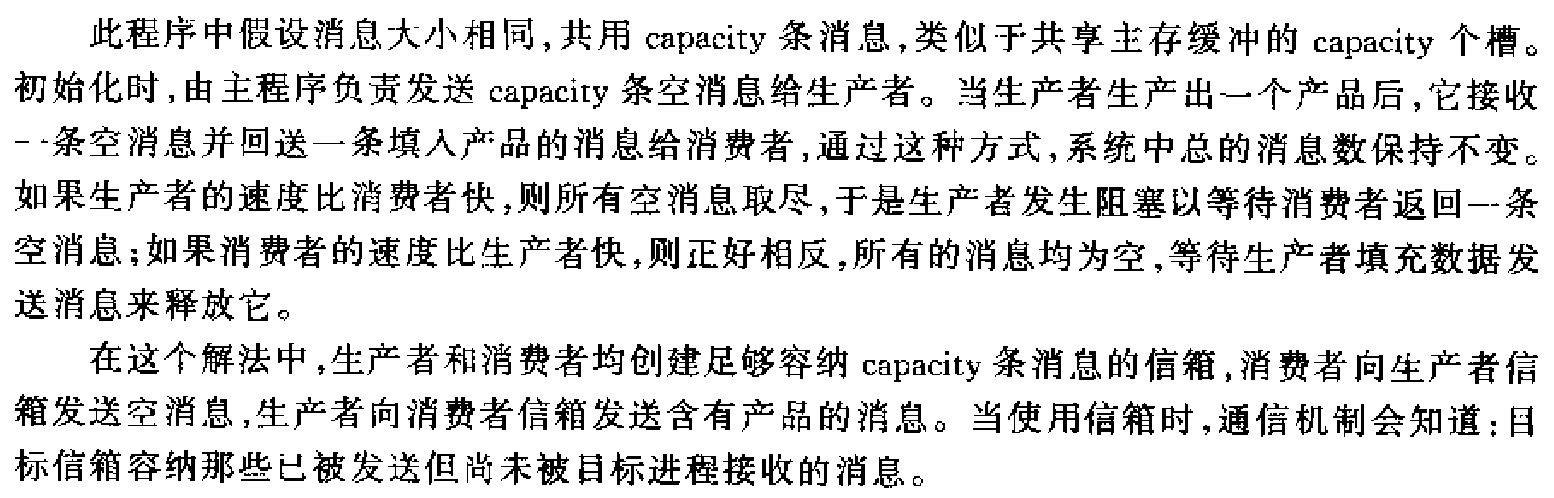 此程序中假设消息大小相同,共用 capacity 条消息,类似于共享主存缓冲的 capacity 个槽。
初始化时,由主程序负责发送 capacity 条空消息给生产者。当生产者生产出一个产品后,它接收
一条空消息并回送一条填入产品的消息给消费者,通过这种方式,系统中总的消息数保持不变。
如果生产者的速度比消费者快,则所有空消息取尽,于是生产者发生阻塞以等待消费者返回一条
空消息;如果消费者的速度比生产者快,则正好相反,所有的消息均为空,等待生产者填充数据发
送消息来释放它。
在这个解法中,生产者和消费者均创建足够容纳 capacity 条消息的信箱,消费者向生产者信
箱发送空消息,生产者向消费者信箱发送含有产品的消息。当使用信箱时,通信机制会知道:目
标信箱容纳那些已被发送但尚未被目标进程接收的消息。